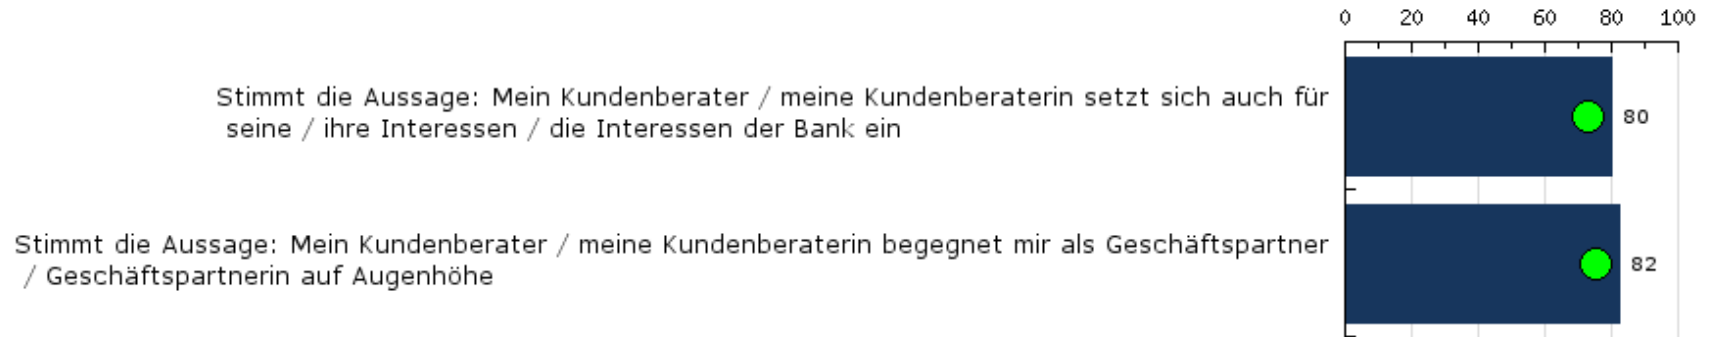 0 20 40 60 80 100
Stimmt die Aussage: Mein Kundenberater / meine Kundenberaterin setzt sich auch für
seine / ihre Interessen / die Interessen der Bank ein
80
Stimmt die Aussage: Mein Kundenberater / meine Kundenberaterin begegnet mir als Geschäftspartner
/ Geschäftspartnerin auf Augenhöhe
82